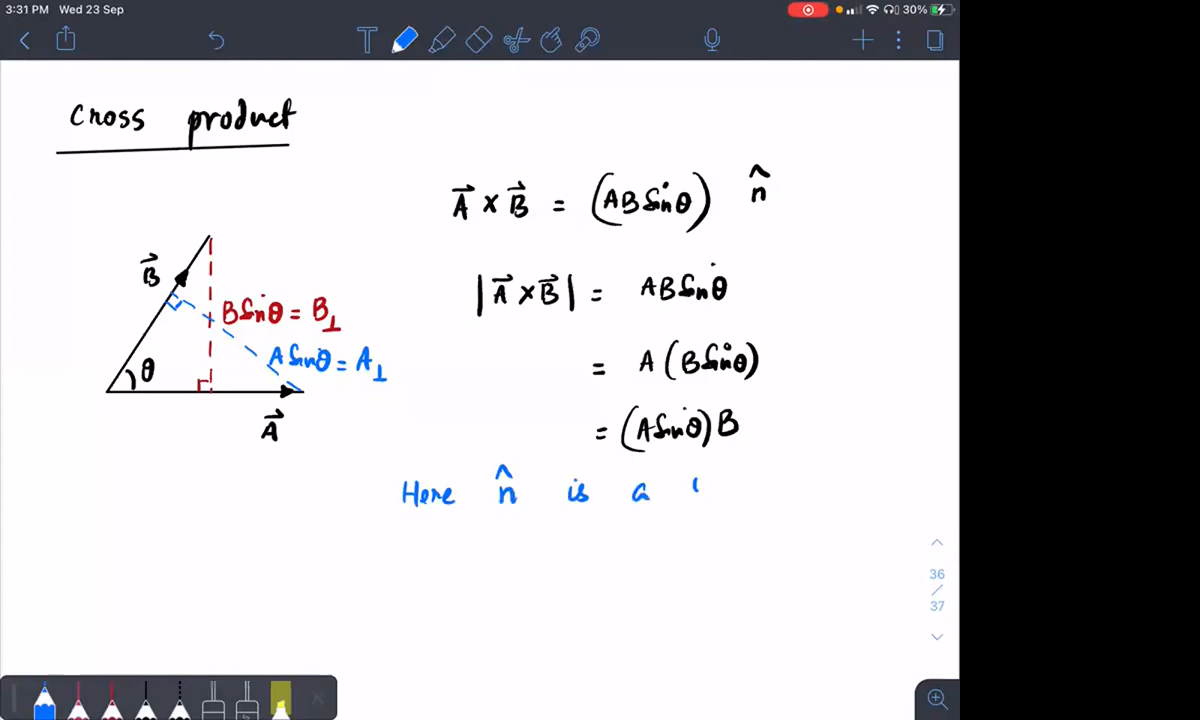 3:31 PM Wed 23 Sep
30%
Cross product
A⃗ × B⃗ = (AB sinθ) n̂
|A⃗ × B⃗| = AB sinθ
= A (B sinθ)
= (A sinθ) B
B⃗
B sinθ = B⊥
A sinθ = A⊥
θ
A⃗
Here n̂ is a
36
/
37